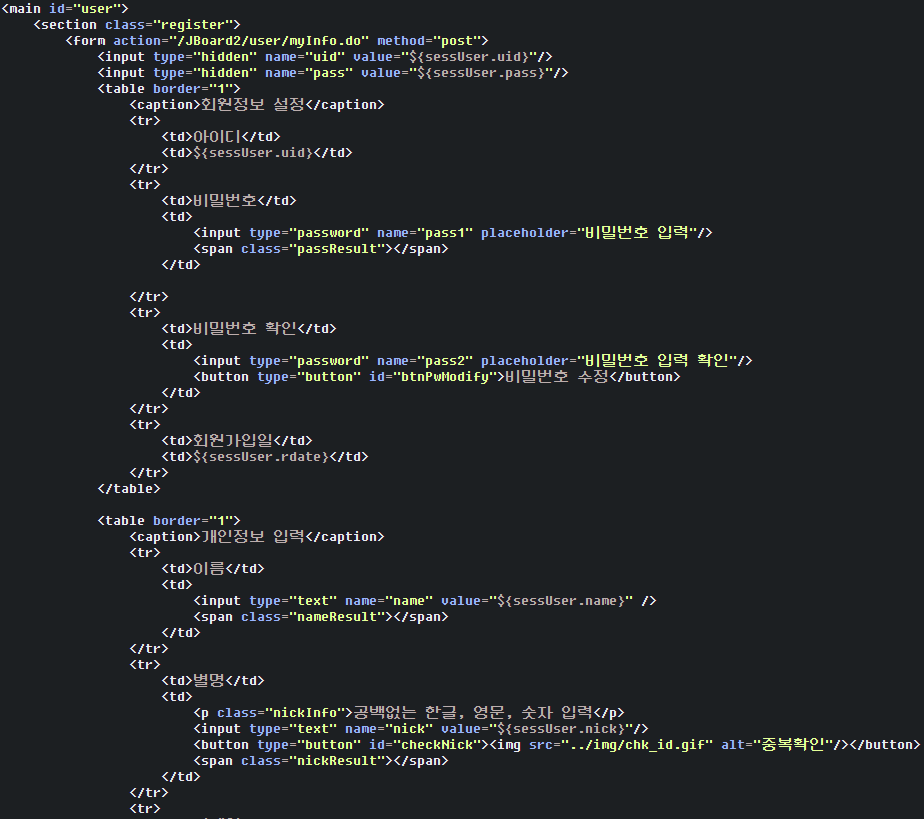 <main id="user">
<section class="register">
<form action="/JBoard2/user/myInfo.do" method="post">
<input type="hidden" name="uid" value="${sessUser.uid}"/>
<input type="hidden" name="pass" value="${sessUser.pass}"/>
<table border="1">
<caption>회원정보 설정</caption>
<tr>
<td>아이디</td>
<td>${sessUser.uid}</td>
</tr>
<tr>
<td>비밀번호</td>
<td>
<input type="password" name="pass1" placeholder="비밀번호 입력"/>
<span class="passResult"></span>
</td>
</tr>
<tr>
<td>비밀번호 확인</td>
<td>
<input type="password" name="pass2" placeholder="비밀번호 입력 확인"/>
<button type="button" id="btnPwModify">비밀번호 수정</button>
</td>
</tr>
<tr>
<td>회원가입일</td>
<td>${sessUser.rdate}</td>
</tr>
</table>
<table border="1">
<caption>개인정보 입력</caption>
<tr>
<td>이름</td>
<td>
<input type="text" name="name" value="${sessUser.name}" />
<span class="nameResult"></span>
</td>
</tr>
<tr>
<td>별명</td>
<td>
<p class="nickInfo">공백없는 한글, 영문, 숫자 입력</p>
<input type="text" name="nick" value="${sessUser.nick}"/>
<button type="button" id="checkNick"><img src="../img/chk_id.gif" alt="중복확인"/></button>
<span class="nickResult"></span>
</td>
</tr>
<tr>